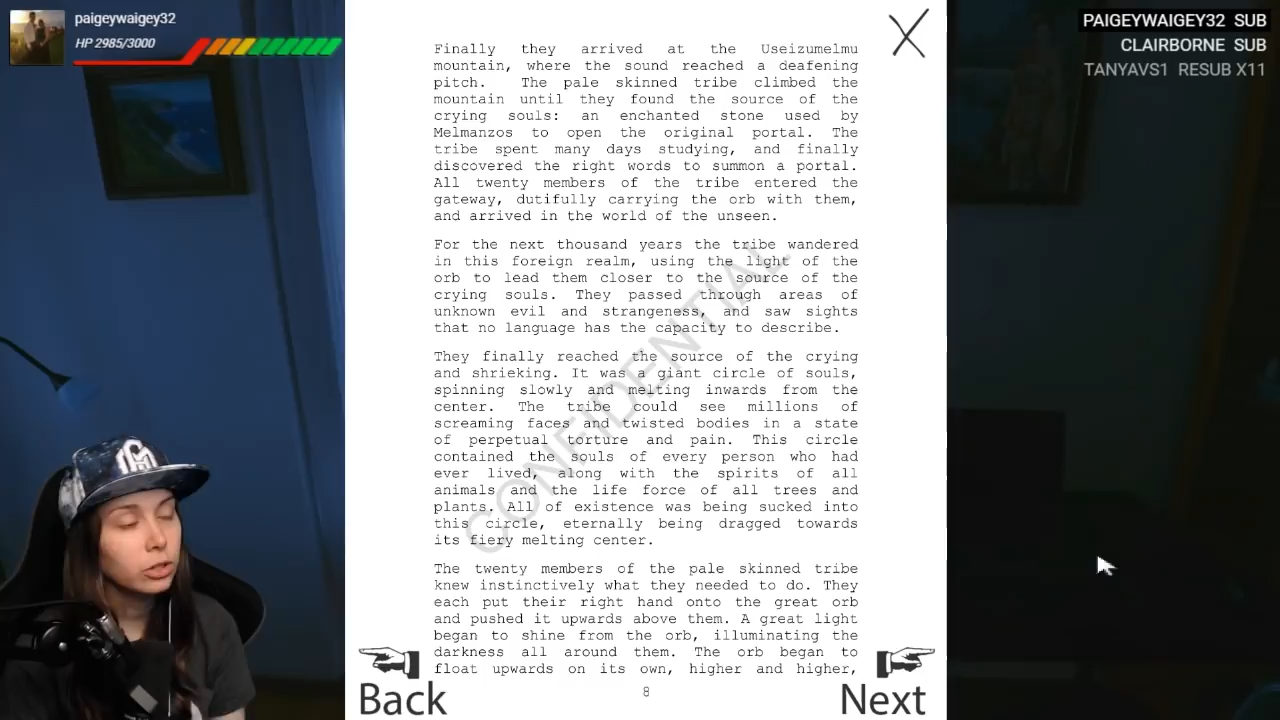 paigeywaigey32
HP 2985/3000
PAIGEYWAIGEY32 SUB
CLAIRBORNE SUB
TANYAVS1 RESUB X11
Finally they arrived at the Useizumelmu
mountain, where the sound reached a deafening
pitch. The pale skinned tribe climbed the
mountain until they found the source of the
crying souls: an enchanted stone used by
Melmanzos to open the original portal. The
tribe spent many days studying, and finally
discovered the right words to summon a portal.
All twenty members of the tribe entered the
gateway, dutifully carrying the orb with them,
and arrived in the world of the unseen.
For the next thousand years the tribe wandered
in this foreign realm, using the light of the
orb to lead them closer to the source of the
crying souls. They passed through areas of
unknown evil and strangeness, and saw sights
that no language has the capacity to describe.
They finally reached the source of the crying
and shrieking. It was a giant circle of souls,
spinning slowly and melting inwards from the
center. The tribe could see millions of
screaming faces and twisted bodies in a state
of perpetual torture and pain. This circle
contained the souls of every person who had
ever lived, along with the spirits of all
animals and the life force of all trees and
plants. All of existence was being sucked into
this circle, eternally being dragged towards
its fiery melting center.
The twenty members of the pale skinned tribe
knew instinctively what they needed to do. They
each put their right hand onto the great orb
and pushed it upwards above them. A great light
began to shine from the orb, illuminating the
darkness all around them. The orb began to
float upwards on its own, higher and higher,
CONFIDENTIAL
Back
8
Next